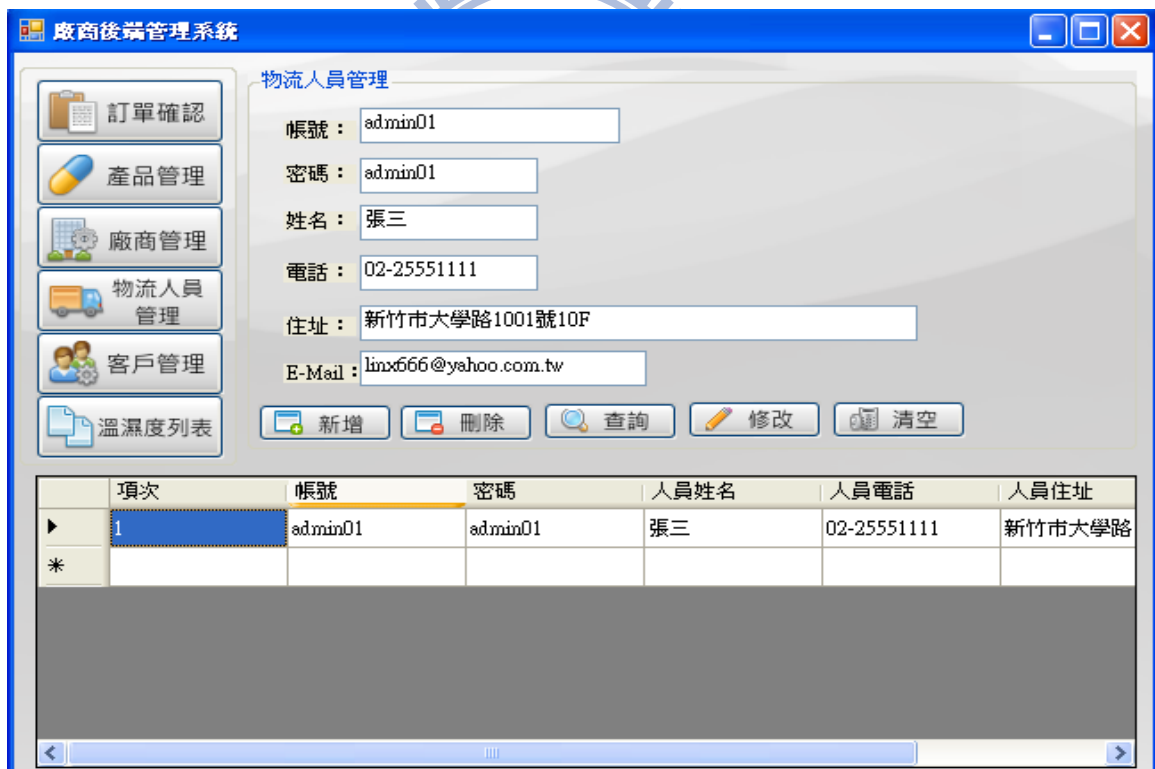 廠商後端管理系統
訂單確認
產品管理
廠商管理
物流人員
管理
客戶管理
溫濕度列表
物流人員管理
帳號： admin01
密碼： admin01
姓名： 張三
電話： 02-25551111
住址： 新竹市大學路1001號10F
E-Mail： linx666@yahoo.com.tw
新增 刪除 查詢 修改 清空
項次 帳號 密碼 人員姓名 人員電話 人員住址
1 admin01 admin01 張三 02-25551111 新竹市大學路